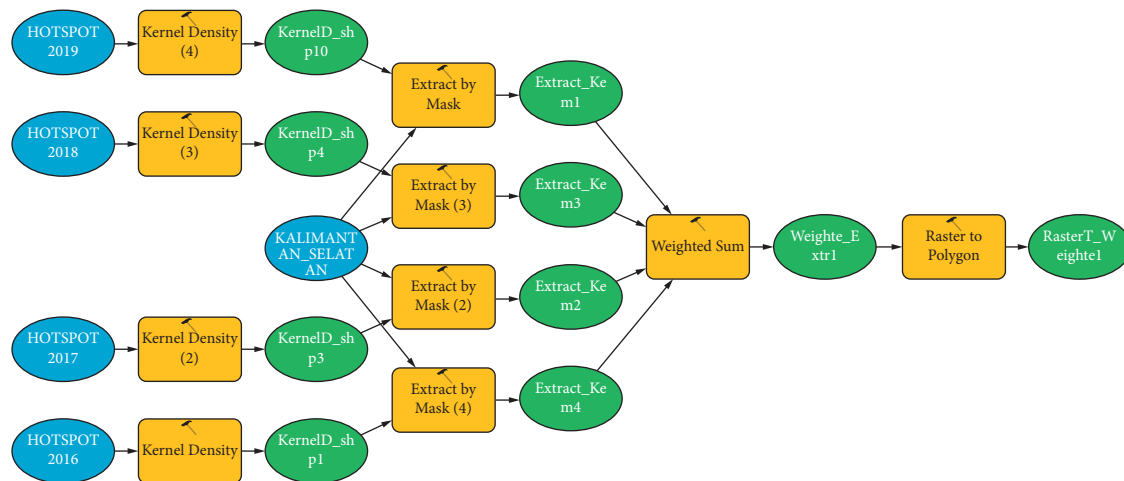 HOTSPOT
2019
Kernel Density
(4)
KernelD_sh
p10
Extract by
Mask
Extract_Ke
m1
HOTSPOT
2018
Kernel Density
(3)
KernelD_sh
p4
Extract by
Mask (3)
Extract_Ke
m3
KALIMANT
AN_SELAT
AN
Weighted Sum
Weighte_E
xtr1
Raster to
Polygon
RasterT_W
eighte1
Extract by
Mask (2)
Extract_Ke
m2
HOTSPOT
2017
Kernel Density
(2)
KernelD_sh
p3
Extract by
Mask (4)
Extract_Ke
m4
HOTSPOT
2016
Kernel Density
KernelD_sh
p1